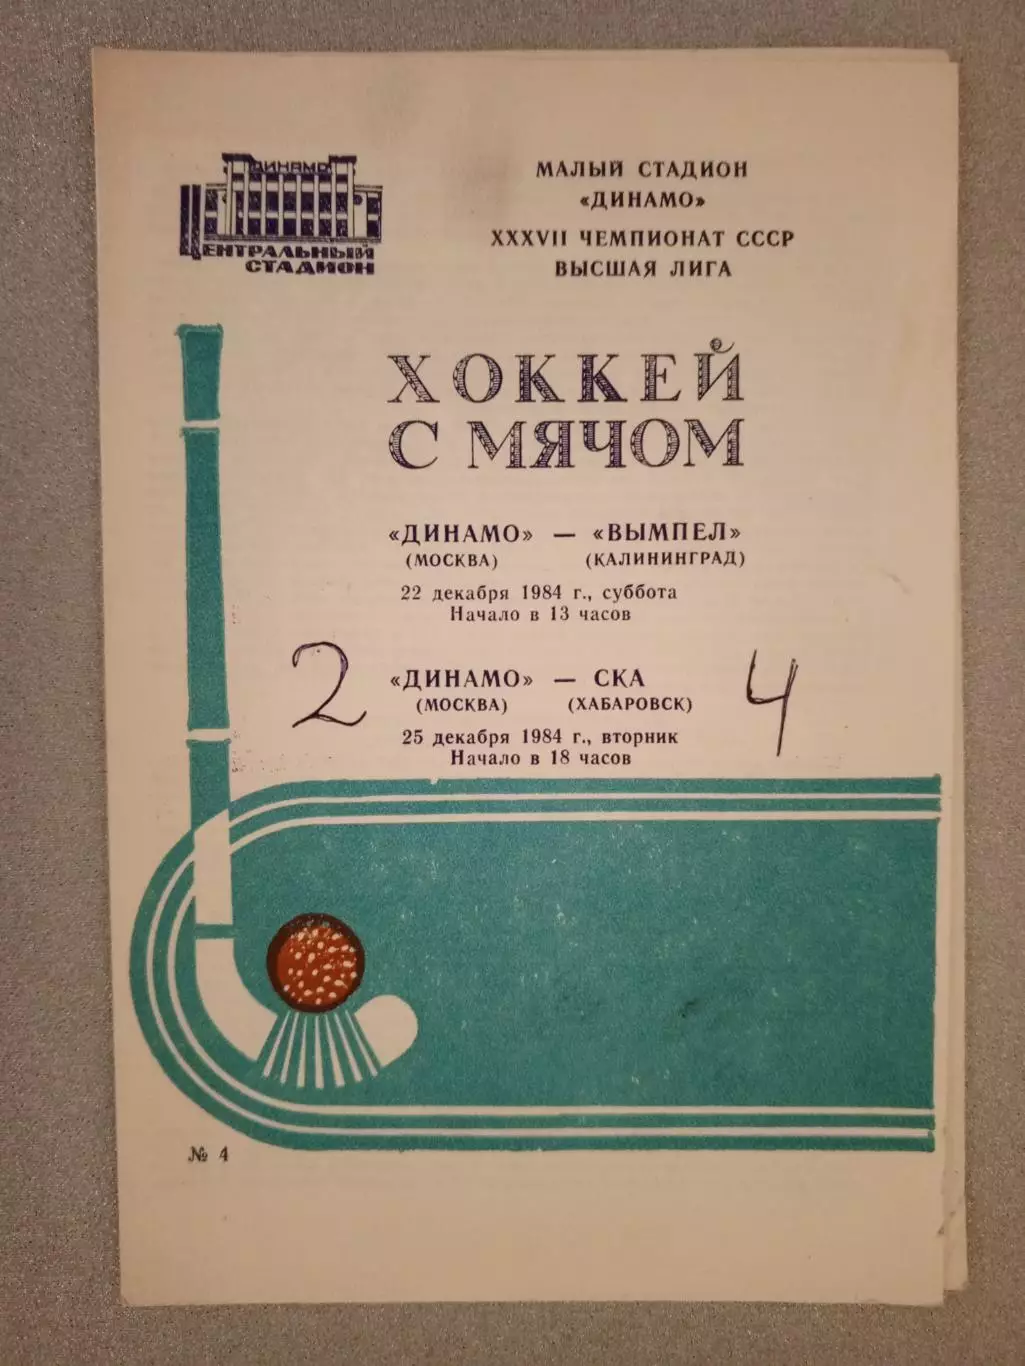 ДИНАМО
ЦЕНТРАЛЬНЫЙ
СТАДИОН
МАЛЫЙ СТАДИОН
«ДИНАМО»
XXXVII ЧЕМПИОНАТ СССР
ВЫСШАЯ ЛИГА
ХОККЕЙ
С МЯЧОМ
«ДИНАМО» — «ВЫМПЕЛ»
(МОСКВА) (КАЛИНИНГРАД)
22 декабря 1984 г., суббота
Начало в 13 часов
2 «ДИНАМО» — СКА 4
(МОСКВА) (ХАБАРОВСК)
25 декабря 1984 г., вторник
Начало в 18 часов
№ 4